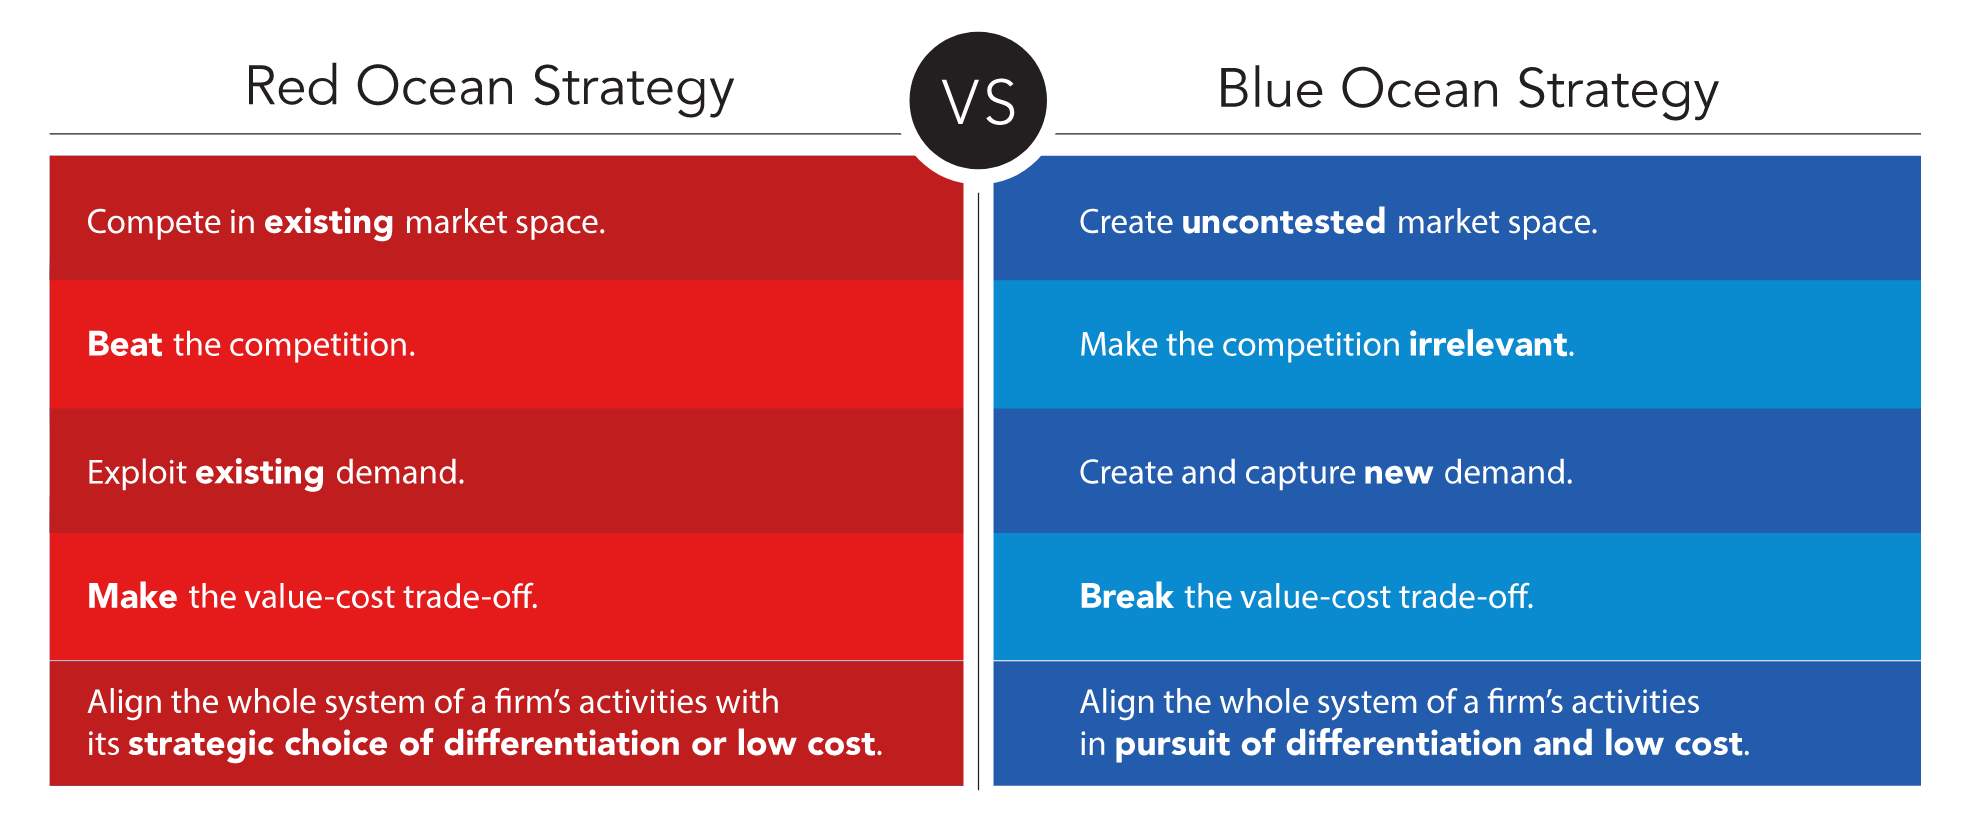 Red Ocean Strategy
VS
Blue Ocean Strategy
Compete in existing market space.
Create uncontested market space.
Beat the competition.
Make the competition irrelevant.
Exploit existing demand.
Create and capture new demand.
Make the value-cost trade-off.
Break the value-cost trade-off.
Align the whole system of a firm’s activities with
its strategic choice of differentiation or low cost.
Align the whole system of a firm’s activities
in pursuit of differentiation and low cost.